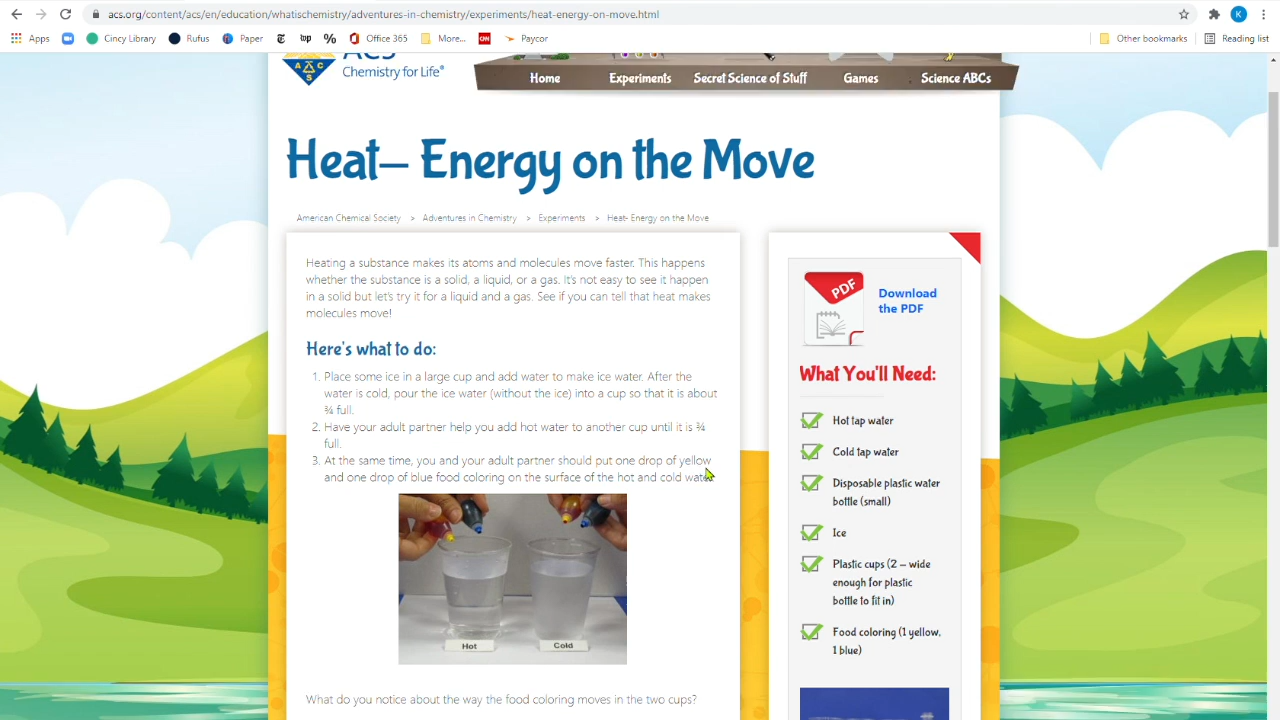 acs.org/content/acs/en/education/whatischemistry/adventures-in-chemistry/experiments/heat-energy-on-move.html
K
Apps
Cincy Library
Rufus
Paper
top
%
Office 365
More...
CNN
Paycor
Other bookmarks
Reading list
ACS
Chemistry for Life®
A C S
Home
Experiments
Secret Science of Stuff
Games
Science ABCs
Heat– Energy on the Move
American Chemical Society > Adventures in Chemistry > Experiments > Heat- Energy on the Move
Heating a substance makes its atoms and molecules move faster. This happens
whether the substance is a solid, a liquid, or a gas. It's not easy to see it happen
in a solid but let's try it for a liquid and a gas. See if you can tell that heat makes
molecules move!
Here's what to do:
1. Place some ice in a large cup and add water to make ice water. After the
water is cold, pour the ice water (without the ice) into a cup so that it is about
¾ full.
2. Have your adult partner help you add hot water to another cup until it is ¾
full.
3. At the same time, you and your adult partner should put one drop of yellow
and one drop of blue food coloring on the surface of the hot and cold water.
Hot
Cold
What do you notice about the way the food coloring moves in the two cups?
PDF
Download
the PDF
What You'll Need:
Hot tap water
Cold tap water
Disposable plastic water
bottle (small)
Ice
Plastic cups (2 – wide
enough for plastic
bottle to fit in)
Food coloring (1 yellow,
1 blue)